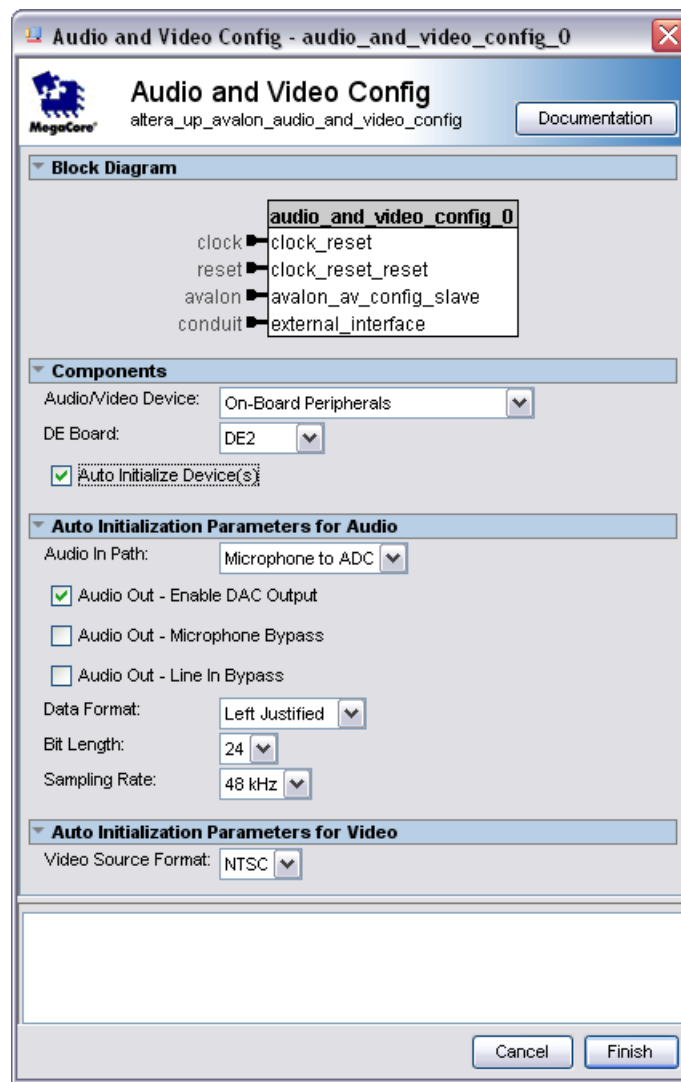 Audio and Video Config - audio_and_video_config_0
MegaCore'
Audio and Video Config
altera_up_avalon_audio_and_video_config
Documentation
Block Diagram
audio_and_video_config_0
clock clock_reset
reset clock_reset_reset
avalon avalon_av_config_slave
conduit external_interface
Components
Audio/Video Device: On-Board Peripherals
DE Board: DE2
Auto Initialize Device(s)
Auto Initialization Parameters for Audio
Audio In Path: Microphone to ADC
Audio Out - Enable DAC Output
Audio Out - Microphone Bypass
Audio Out - Line In Bypass
Data Format: Left Justified
Bit Length: 24
Sampling Rate: 48 kHz
Auto Initialization Parameters for Video
Video Source Format: NTSC
Cancel Finish